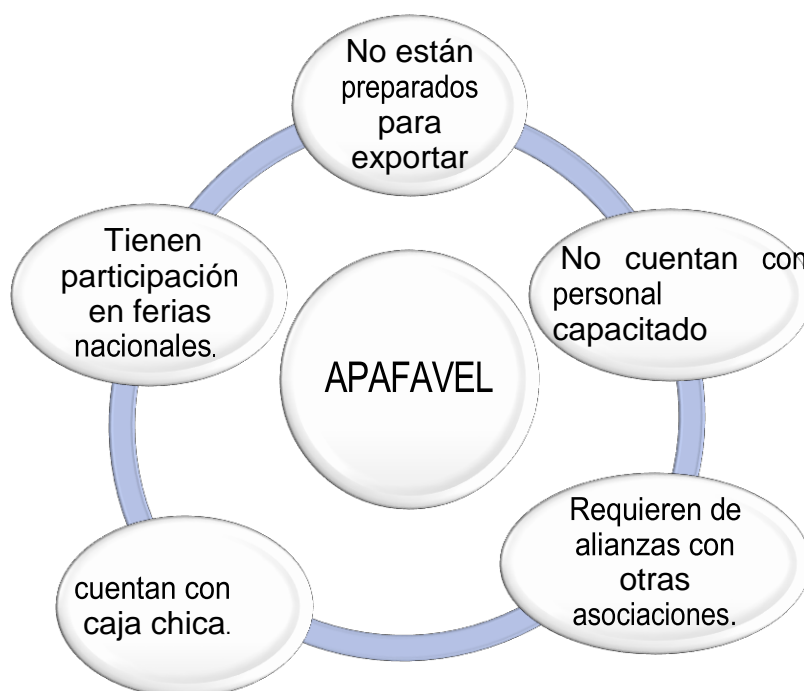 No están
preparados
para
exportar
Tienen
participación
en ferias
nacionales.
No cuentan con
personal
capacitado
APAFAVEL
Requieren de
alianzas con
otras
asociaciones.
cuentan con
caja chica.